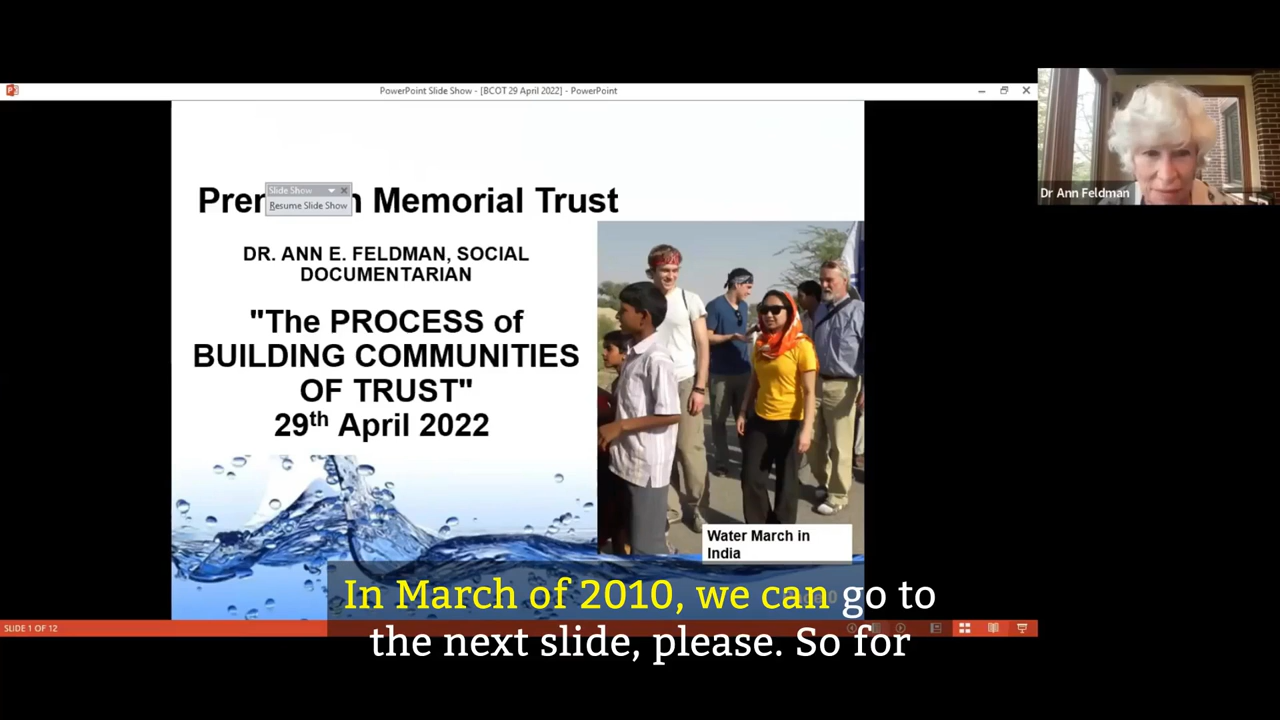 PowerPoint Slide Show - [BCOT 29 April 2022] - PowerPoint
Dr Ann Feldman
Slide Show
Resume Slide Show
Memorial Trust
DR. ANN E. FELDMAN, SOCIAL
DOCUMENTARIAN
"The PROCESS of
BUILDING COMMUNITIES
OF TRUST"
29th April 2022
Water March in
India
In March of 2010, we can go to
the next slide, please. So for
SLIDE 1 OF 12